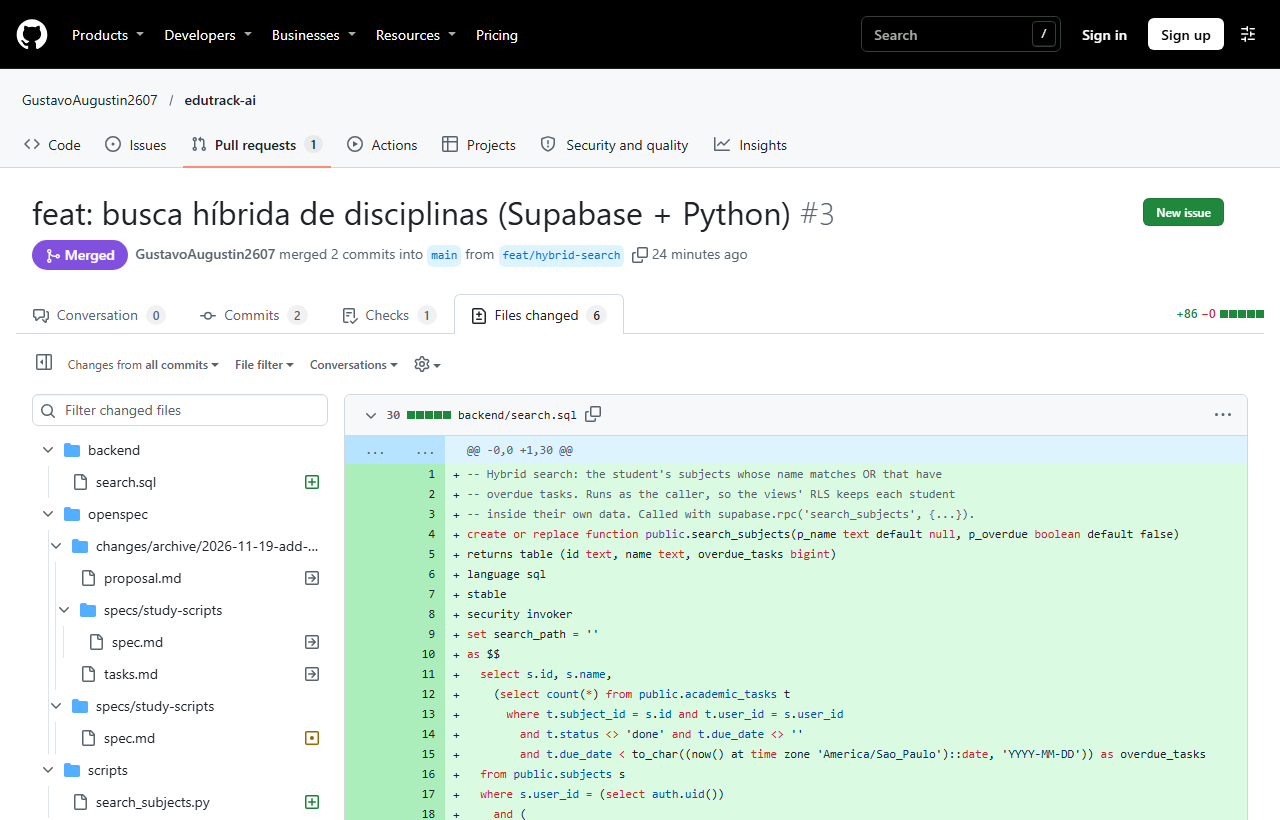 Products Developers Businesses Resources Pricing Search / Sign in Sign up
GustavoAugustin2607 / edutrack-ai
Code Issues Pull requests 1 Actions Projects Security and quality Insights
feat: busca híbrida de disciplinas (Supabase + Python) #3
New issue
Merged GustavoAugustin2607 merged 2 commits into main from feat/hybrid-search 24 minutes ago
Conversation 0 Commits 2 Checks 1 Files changed 6 +86 −0
Changes from all commits File filter Conversations
Filter changed files
backend
search.sql
openspec
changes/archive/2026-11-19-add-...
proposal.md
specs/study-scripts
spec.md
tasks.md
specs/study-scripts
spec.md
scripts
search_subjects.py
30 backend/search.sql
... ... @@ -0,0 +1,30 @@
1 + -- Hybrid search: the student's subjects whose name matches OR that have
2 + -- overdue tasks. Runs as the caller, so the views' RLS keeps each student
3 + -- inside their own data. Called with supabase.rpc('search_subjects', {...}).
4 + create or replace function public.search_subjects(p_name text default null, p_overdue boolean default false)
5 + returns table (id text, name text, overdue_tasks bigint)
6 + language sql
7 + stable
8 + security invoker
9 + set search_path = ''
10 + as $$
11 + select s.id, s.name,
12 + (select count(*) from public.academic_tasks t
13 + where t.subject_id = s.id and t.user_id = s.user_id
14 + and t.status <> 'done' and t.due_date <> ''
15 + and t.due_date < to_char((now() at time zone 'America/Sao_Paulo')::date, 'YYYY-MM-DD')) as overdue_tasks
16 + from public.subjects s
17 + where s.user_id = (select auth.uid())
18 + and (